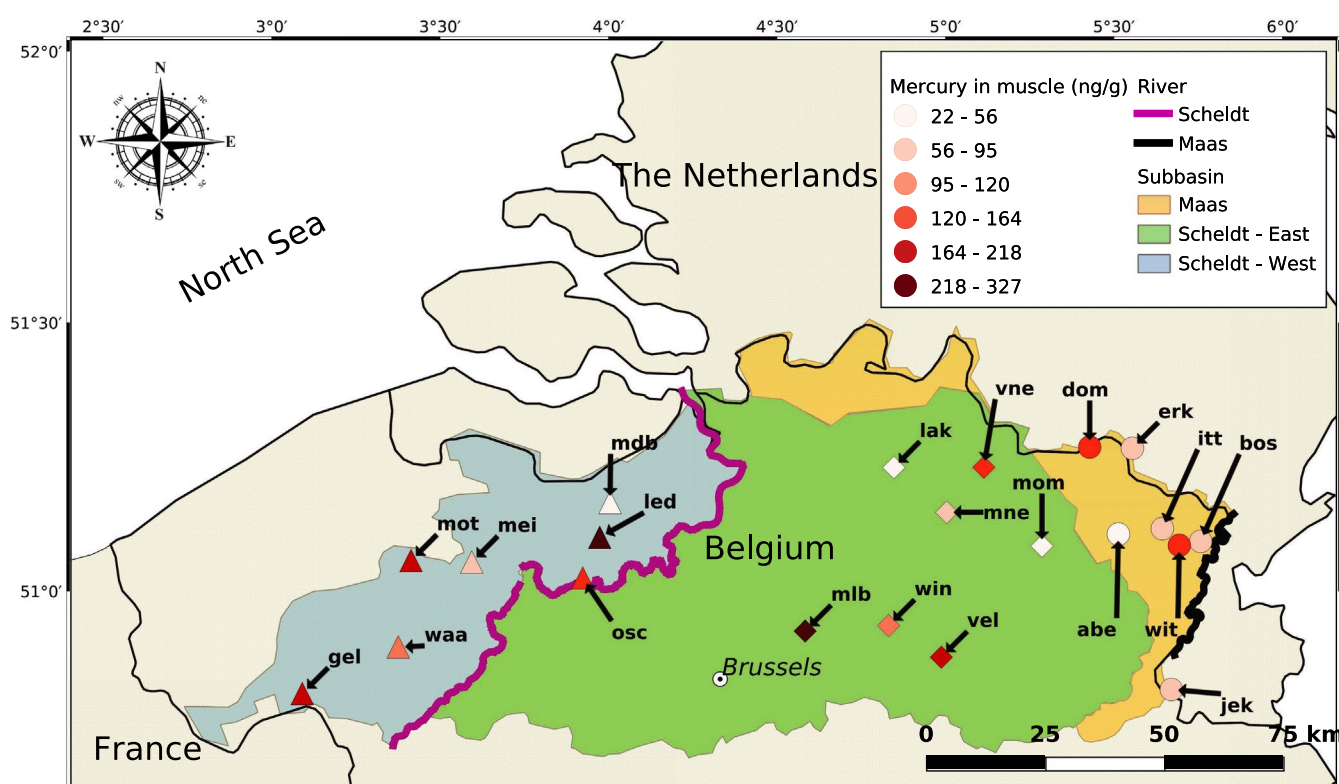 2°30′ 3°0′ 3°30′ 4°0′ 4°30′ 5°0′ 5°30′ 6°0′
52°0′
51°30′
51°0′
N
ne
E
se
S
sw
W
nw
North Sea
The Netherlands
Mercury in muscle (ng/g)
22 - 56
56 - 95
95 - 120
120 - 164
164 - 218
218 - 327
River
Scheldt
Maas
Subbasin
Maas
Scheldt - East
Scheldt - West
vne
dom
erk
itt
bos
lak
mdb
mom
led
mot
mei
mne
Belgium
osc
mlb
win
vel
abe
wit
waa
gel
Brussels
jek
France
0 25 50 75 km